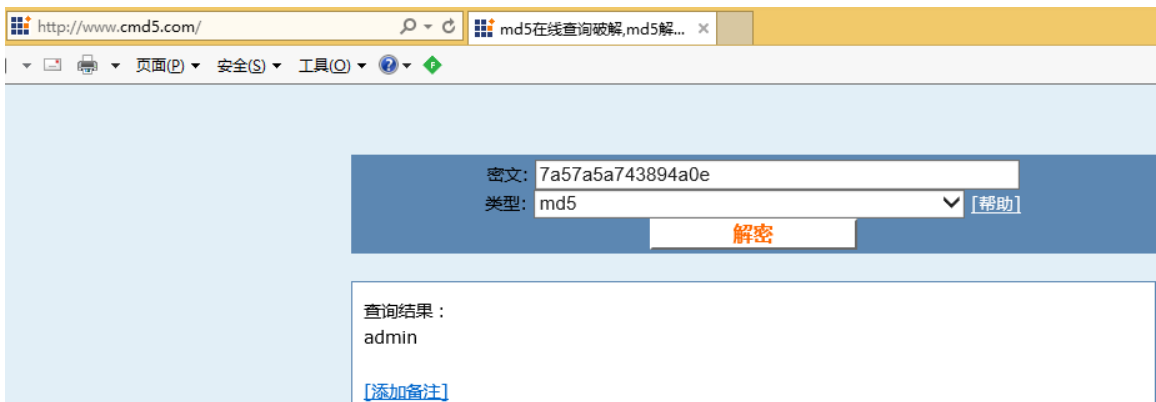 http://www.cmd5.com/
md5在线查询破解,md5解...
页面(P) 安全(S) 工具(O)
密文: 7a57a5a743894a0e
类型: md5 [帮助]
解密
查询结果：
admin
[添加备注]